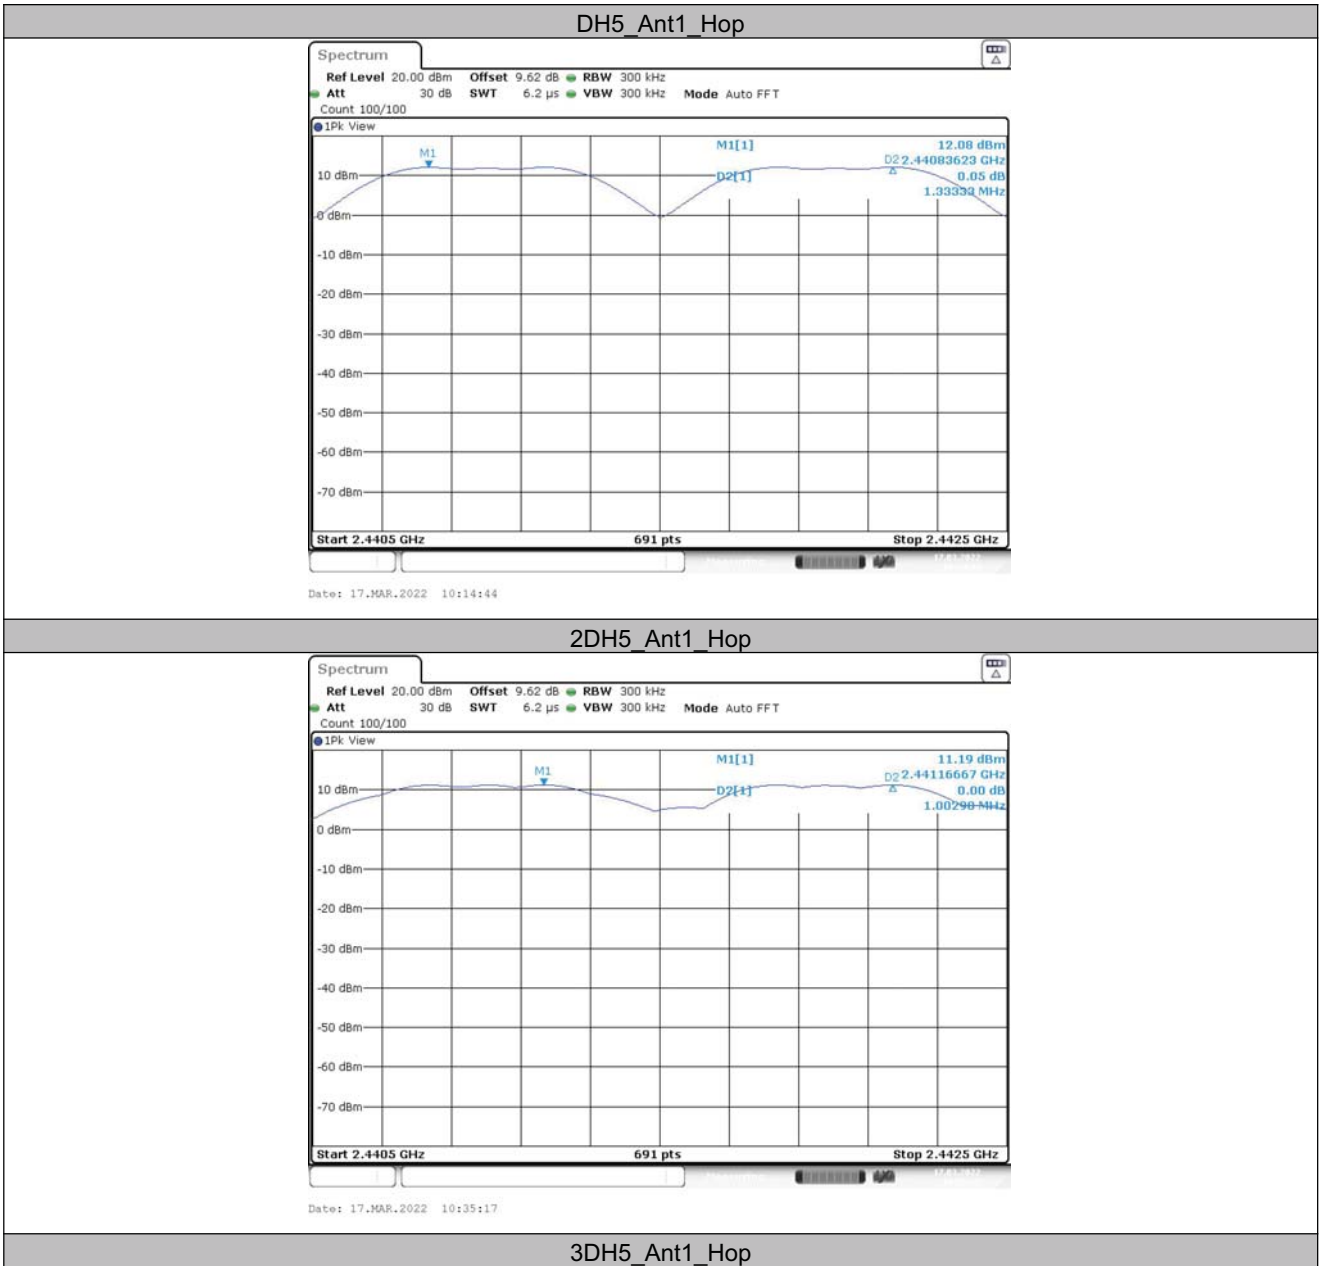 DH5_Ant1_Hop
Spectrum
Ref Level 20.00 dBm Offset 9.62 dB RBW 300 kHz
Att 30 dB SWT 6.2 µs VBW 300 kHz Mode Auto FFT
Count 100/100
1Pk View
M1[1] 12.08 dBm
M1
D2 2.44083623 GHz
10 dBm
D2[1] 0.05 dB
1.33333 MHz
0 dBm
-10 dBm
-20 dBm
-30 dBm
-40 dBm
-50 dBm
-60 dBm
-70 dBm
Start 2.4405 GHz 691 pts Stop 2.4425 GHz
Date: 17.MAR.2022 10:14:44
2DH5_Ant1_Hop
Spectrum
Ref Level 20.00 dBm Offset 9.62 dB RBW 300 kHz
Att 30 dB SWT 6.2 µs VBW 300 kHz Mode Auto FFT
Count 100/100
1Pk View
M1[1] 11.19 dBm
M1
D2 2.44116667 GHz
10 dBm
D2[1] 0.00 dB
1.00290 MHz
0 dBm
-10 dBm
-20 dBm
-30 dBm
-40 dBm
-50 dBm
-60 dBm
-70 dBm
Start 2.4405 GHz 691 pts Stop 2.4425 GHz
Date: 17.MAR.2022 10:35:17
3DH5_Ant1_Hop